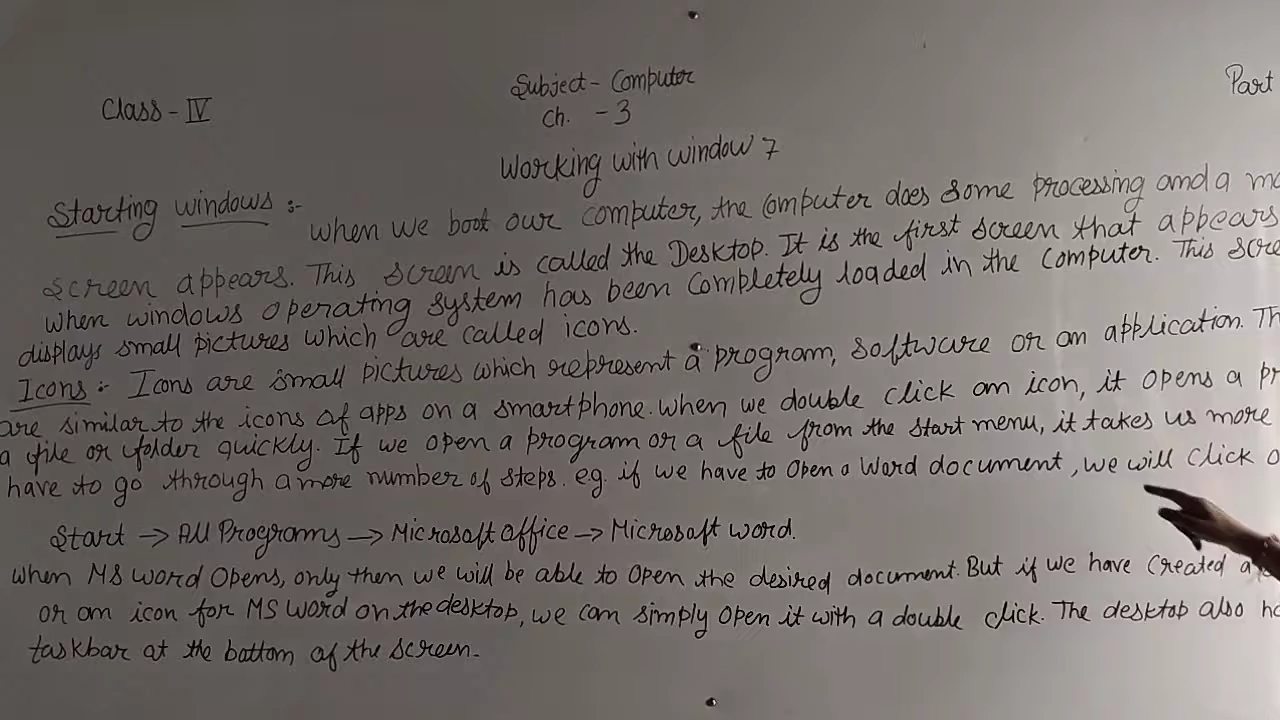 Subject - Computer
Class - IV
Part
Ch. - 3
Working with window 7
Starting windows :-
when we boot our computer, the computer does some processing and a
screen appears. This screen is called the Desktop. It is the first screen that appears
when windows operating system has been completely loaded in the computer. This
displays small pictures which are called icons.
Icons :- Icons are small pictures which represent a program, software or an application.
are similar to the icons of apps on a smartphone. when we double click on an icon, it opens a
a file or folder quickly. If we open a program or a file from the start menu, it takes us more
have to go through a more number of steps. eg. if we have to open a word document, we will click
Start → All Programs → Microsoft office → Microsoft word.
when MS word opens, only then we will be able to open the desired document. But if we have created a
or an icon for MS word on the desktop, we can simply open it with a double click. The desktop also
taskbar at the bottom of the screen.